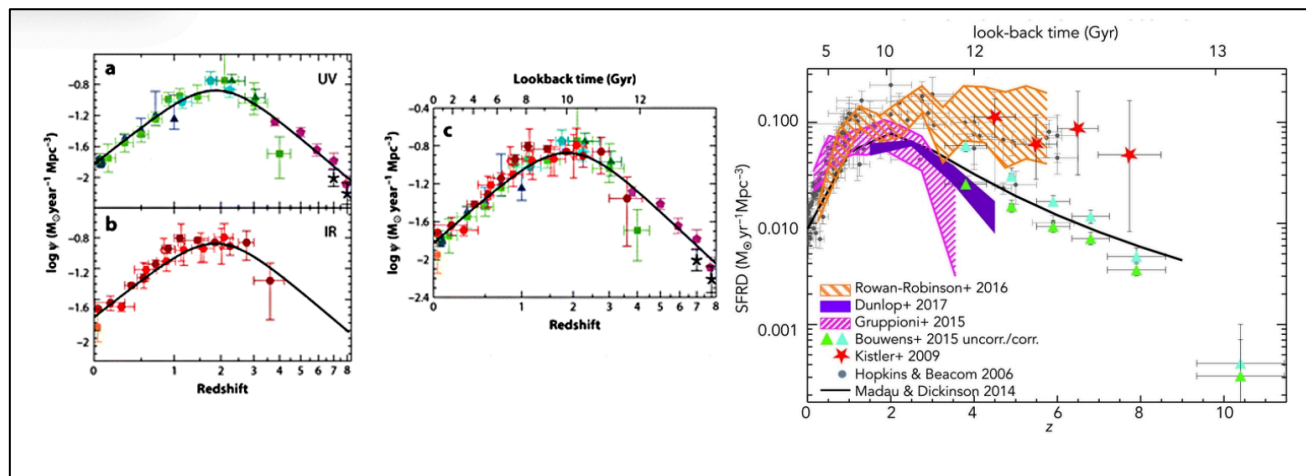 a
UV
-0.8
-1.2
-1.6
-2
log ψ (M☉ year⁻¹ Mpc⁻³)
b
IR
-0.8
-1.2
-1.6
-2
0 1 2 3 4 5 6 7 8
Redshift
Lookback time (Gyr)
0 2 4 6 8 10 12
c
-0.4
-0.8
-1.2
-1.6
-2
-2.4
log ψ (M☉ year⁻¹ Mpc⁻³)
0 1 2 3 4 5 6 7 8
Redshift
look-back time (Gyr)
5 10 12 13
0.100
0.010
0.001
SFRD (M☉ yr⁻¹Mpc⁻³)
Rowan-Robinson+ 2016
Dunlop+ 2017
Gruppioni+ 2015
Bouwens+ 2015 uncorr./corr.
Kistler+ 2009
Hopkins & Beacom 2006
Madau & Dickinson 2014
0 2 4 6 8 10
z